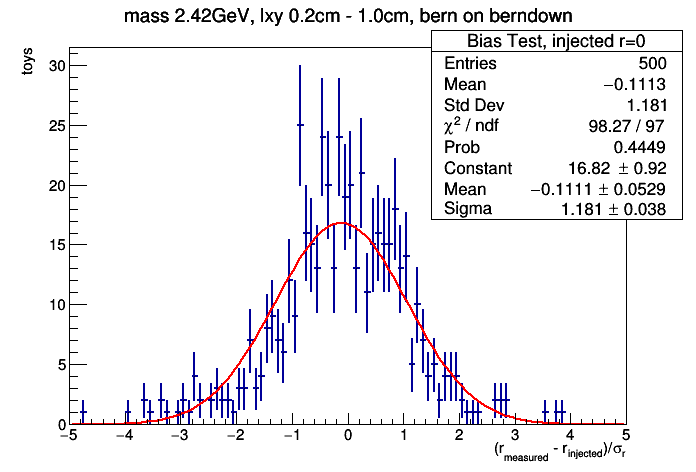 mass 2.42GeV, lxy 0.2cm - 1.0cm, bern on berndown
toys
Bias Test, injected r=0
Entries 500
Mean −0.1113
Std Dev 1.181
χ² / ndf 98.27 / 97
Prob 0.4449
Constant 16.82 ± 0.92
Mean −0.1111 ± 0.0529
Sigma 1.181 ± 0.038
30
25
20
15
10
5
0
−5 −4 −3 −2 −1 0 1 2 3 4 5
(r_measured - r_injected)/σ_r